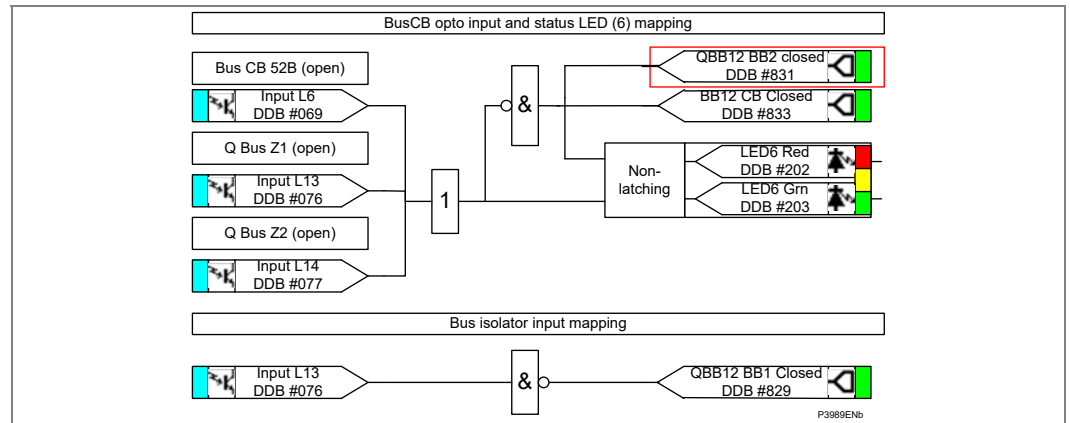 BusCB opto input and status LED (6) mapping
Bus CB 52B (open)
Input L6
DDB #069
Q Bus Z1 (open)
Input L13
DDB #076
Q Bus Z2 (open)
Input L14
DDB #077
1
&
QBB12 BB2 closed
DDB #831
BB12 CB Closed
DDB #833
Non-
latching
LED6 Red
DDB #202
LED6 Grn
DDB #203
Bus isolator input mapping
Input L13
DDB #076
&
QBB12 BB1 Closed
DDB #829
P3989ENb